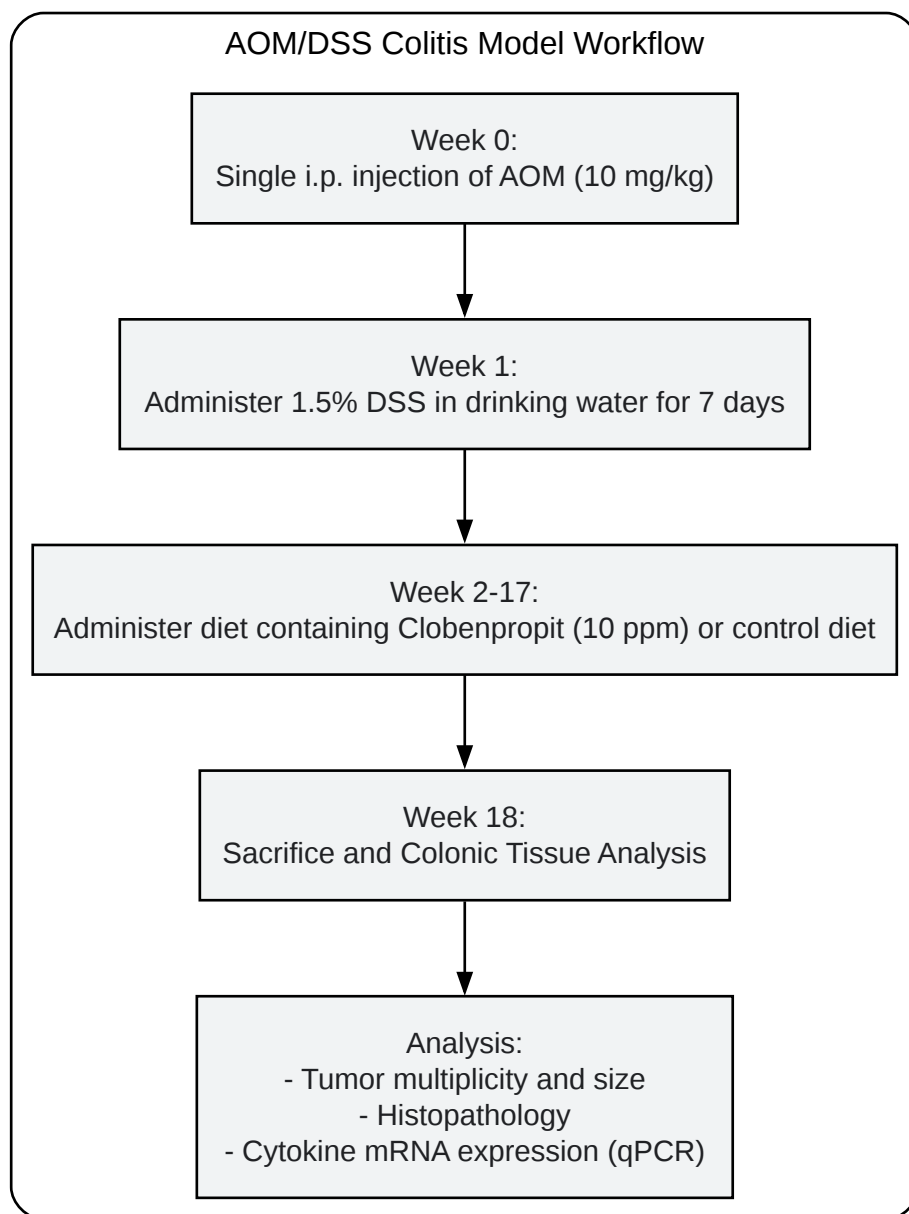 AOM/DSS Colitis Model Workflow
Week 0:
Single i.p. injection of AOM (10 mg/kg)
Week 1:
Administer 1.5% DSS in drinking water for 7 days
Week 2-17:
Administer diet containing Clobenpropit (10 ppm) or control diet
Week 18:
Sacrifice and Colonic Tissue Analysis
Analysis:
- Tumor multiplicity and size
- Histopathology
- Cytokine mRNA expression (qPCR)